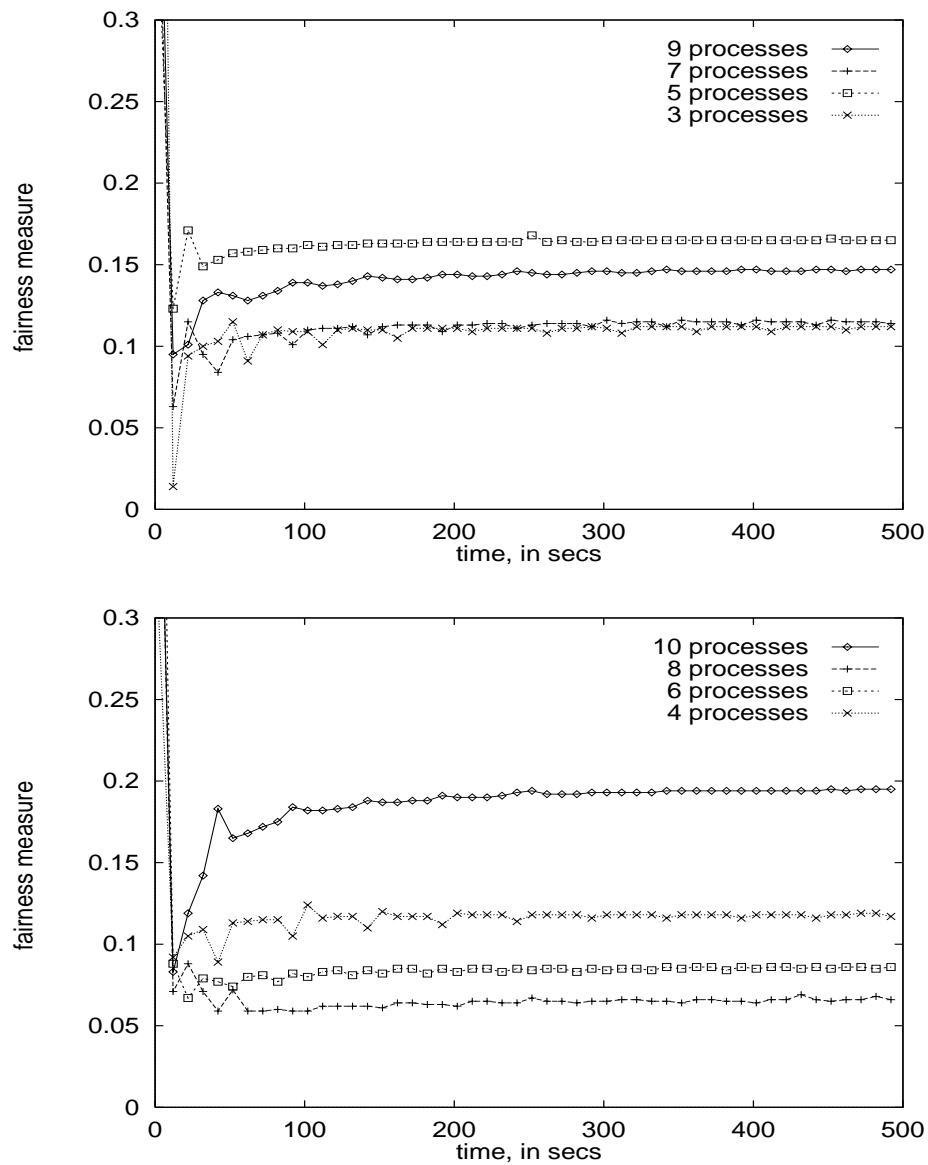 0.3
0.25
0.2
0.15
0.1
0.05
0
fairness measure
9 processes
7 processes
5 processes
3 processes
0 100 200 300 400 500
time, in secs
0.3
0.25
0.2
0.15
0.1
0.05
0
fairness measure
10 processes
8 processes
6 processes
4 processes
0 100 200 300 400 500
time, in secs